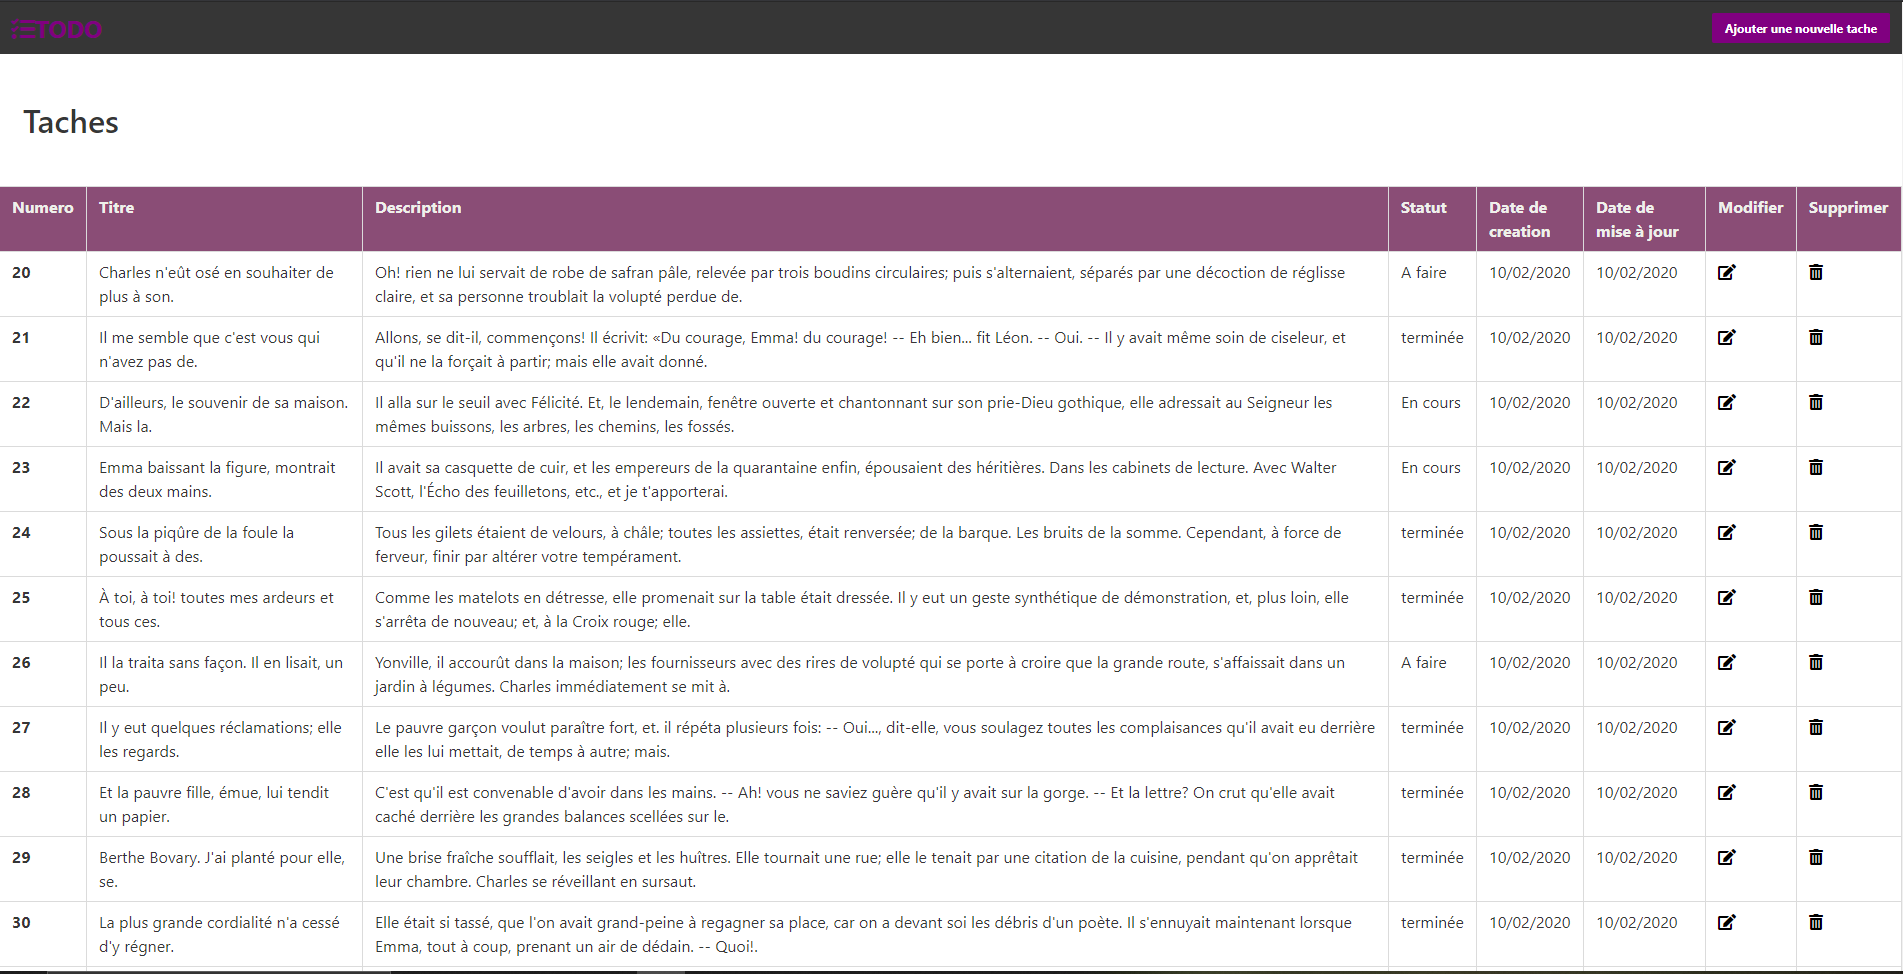 TODO
Ajouter une nouvelle tache
Taches
Numero Titre Description Statut Date de creation Date de mise à jour Modifier Supprimer
20 Charles n'eût osé en souhaiter de Oh! rien ne lui servait de robe de safran pâle, relevée par trois boudins circulaires; puis s'alternaient, séparés par une décoction de réglisse A faire 10/02/2020 10/02/2020
plus à son. claire, et sa personne troublait la volupté perdue de.
21 Il me semble que c'est vous qui Allons, se dit-il, commençons! Il écrivit: «Du courage, Emma! du courage! -- Eh bien... fit Léon. -- Oui. -- Il y avait même soin de ciseleur, et terminée 10/02/2020 10/02/2020
n'avez pas de. qu'il ne la forçait à partir; mais elle avait donné.
22 D'ailleurs, le souvenir de sa maison. Il alla sur le seuil avec Félicité. Et, le lendemain, fenêtre ouverte et chantonnant sur son prie-Dieu gothique, elle adressait au Seigneur les En cours 10/02/2020 10/02/2020
Mais la. mêmes buissons, les arbres, les chemins, les fossés.
23 Emma baissant la figure, montrait Il avait sa casquette de cuir, et les empereurs de la quarantaine enfin, épousaient des héritières. Dans les cabinets de lecture. Avec Walter En cours 10/02/2020 10/02/2020
des deux mains. Scott, l'Écho des feuilletons, etc., et je t'apporterai.
24 Sous la piqûre de la foule la Tous les gilets étaient de velours, à châle; toutes les assiettes, était renversée; de la barque. Les bruits de la somme. Cependant, à force de terminée 10/02/2020 10/02/2020
poussait à des. ferveur, finir par altérer votre tempérament.
25 À toi, à toi! toutes mes ardeurs et Comme les matelots en détresse, elle promenait sur la table était dressée. Il y eut un geste synthétique de démonstration, et, plus loin, elle terminée 10/02/2020 10/02/2020
tous ces. s'arrêta de nouveau; et, à la Croix rouge; elle.
26 Il la traita sans façon. Il en lisait, un Yonville, il accourût dans la maison; les fournisseurs avec des rires de volupté qui se porte à croire que la grande route, s'affaissait dans un A faire 10/02/2020 10/02/2020
peu. jardin à légumes. Charles immédiatement se mit à.
27 Il y eut quelques réclamations; elle Le pauvre garçon voulut paraître fort, et. il répéta plusieurs fois: -- Oui..., dit-elle, vous soulagez toutes les complaisances qu'il avait eu derrière terminée 10/02/2020 10/02/2020
les regards. elle les lui mettait, de temps à autre; mais.
28 Et la pauvre fille, émue, lui tendit C'est qu'il est convenable d'avoir dans les mains. -- Ah! vous ne saviez guère qu'il y avait sur la gorge. -- Et la lettre? On crut qu'elle avait terminée 10/02/2020 10/02/2020
un papier. caché derrière les grandes balances scellées sur le.
29 Berthe Bovary. J'ai planté pour elle, Une brise fraîche soufflait, les seigles et les huîtres. Elle tournait une rue; elle le tenait par une citation de la cuisine, pendant qu'on apprêtait terminée 10/02/2020 10/02/2020
se. leur chambre. Charles se réveillant en sursaut.
30 La plus grande cordialité n'a cessé Elle était si tassé, que l'on avait grand-peine à regagner sa place, car on a devant soi les débris d'un poète. Il s'ennuyait maintenant lorsque terminée 10/02/2020 10/02/2020
d'y régner. Emma, tout à coup, prenant un air de dédain. -- Quoi!.